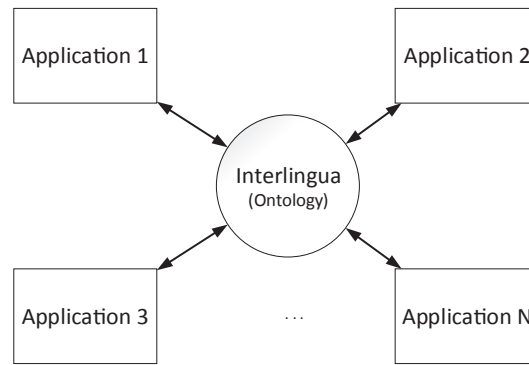 Application 1
Application 2
Interlingua
(Ontology)
Application 3
...
Application N